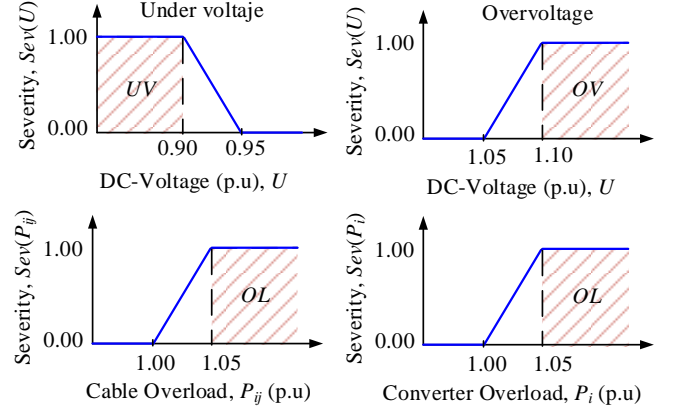 Under voltaje
Severity, Sev(U)
1.00
UV
0.00
0.90 0.95
DC-Voltage (p.u), U
Overvoltage
Severity, Sev(U)
1.00
OV
0.00
1.05 1.10
DC-Voltage (p.u), U
Severity, Sev(Pij)
1.00
OL
0.00
1.00 1.05
Cable Overload, Pij (p.u)
Severity, Sev(Pi)
1.00
OL
0.00
1.00 1.05
Converter Overload, Pi (p.u)